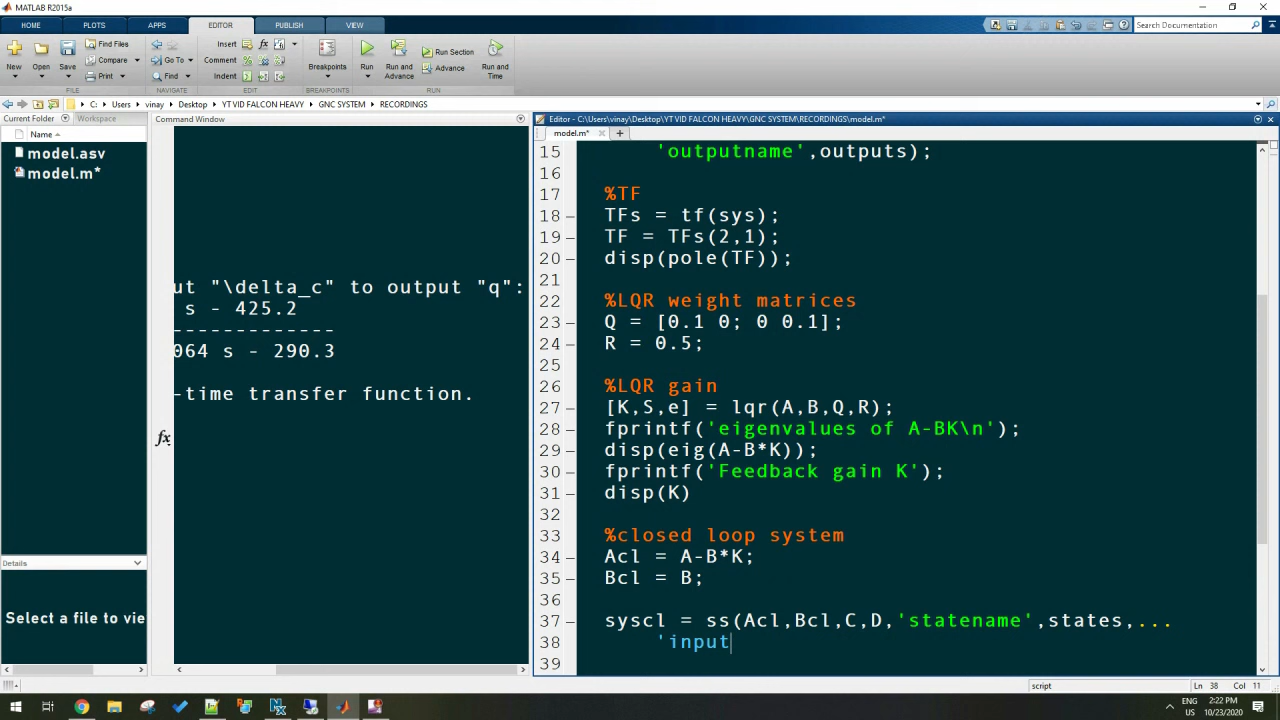 MATLAB R2015a
HOME PLOTS APPS EDITOR PUBLISH VIEW Search Documentation
New Open Save Find Files Compare Print Go To Find Insert Comment Indent fx Breakpoints Run Run and Advance Run Section Advance Run and Time
FILE NAVIGATE EDIT BREAKPOINTS RUN
C: Users vinay Desktop YT VID FALCON HEAVY GNC SYSTEM RECORDINGS
Current Folder Workspace
Name
model.asv
model.m*
Details
Select a file to vie
Command Window
ut "\delta_c" to output "q":
s - 425.2
-------------
064 s - 290.3
-time transfer function.
fx
Editor - C:\Users\vinay\Desktop\YT VID FALCON HEAVY\GNC SYSTEM\RECORDINGS\model.m*
model.m*
15 'outputname',outputs);
16
17 %TF
18 TFs = tf(sys);
19 TF = TFs(2,1);
20 disp(pole(TF));
21
22 %LQR weight matrices
23 Q = [0.1 0; 0 0.1];
24 R = 0.5;
25
26 %LQR gain
27 [K,S,e] = lqr(A,B,Q,R);
28 fprintf('eigenvalues of A-BK\n');
29 disp(eig(A-B*K));
30 fprintf('Feedback gain K');
31 disp(K)
32
33 %closed loop system
34 Acl = A-B*K;
35 Bcl = B;
36
37 syscl = ss(Acl,Bcl,C,D,'statename',states,...
38 'input
39
script Ln 38 Col 11
2:22 PM
US 10/23/2020